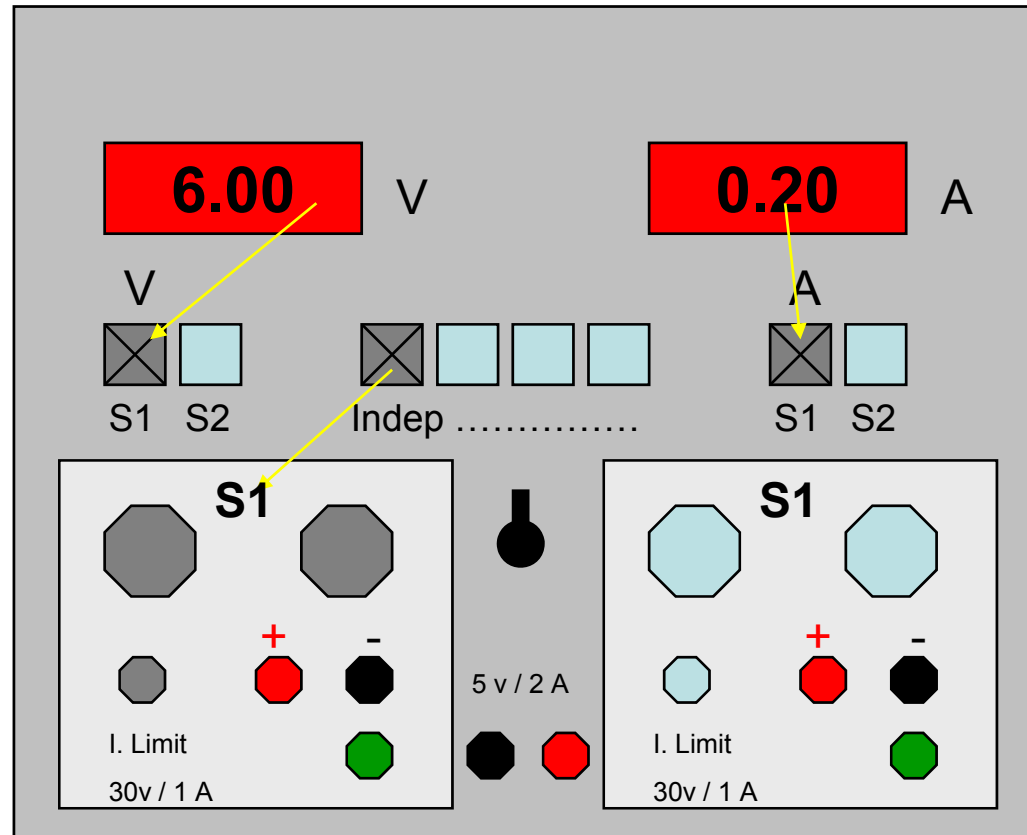 6.00 V 0.20 A
V A
S1 S2 Indep …………… S1 S2
S1 S1
+ - + -
5 v / 2 A
I. Limit I. Limit
30v / 1 A 30v / 1 A